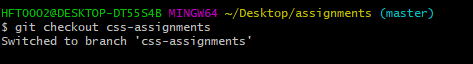 HFT0002@DESKTOP-DT55S4B MINGW64 ~/Desktop/assignments (master)
$ git checkout css-assignments
Switched to branch 'css-assignments'